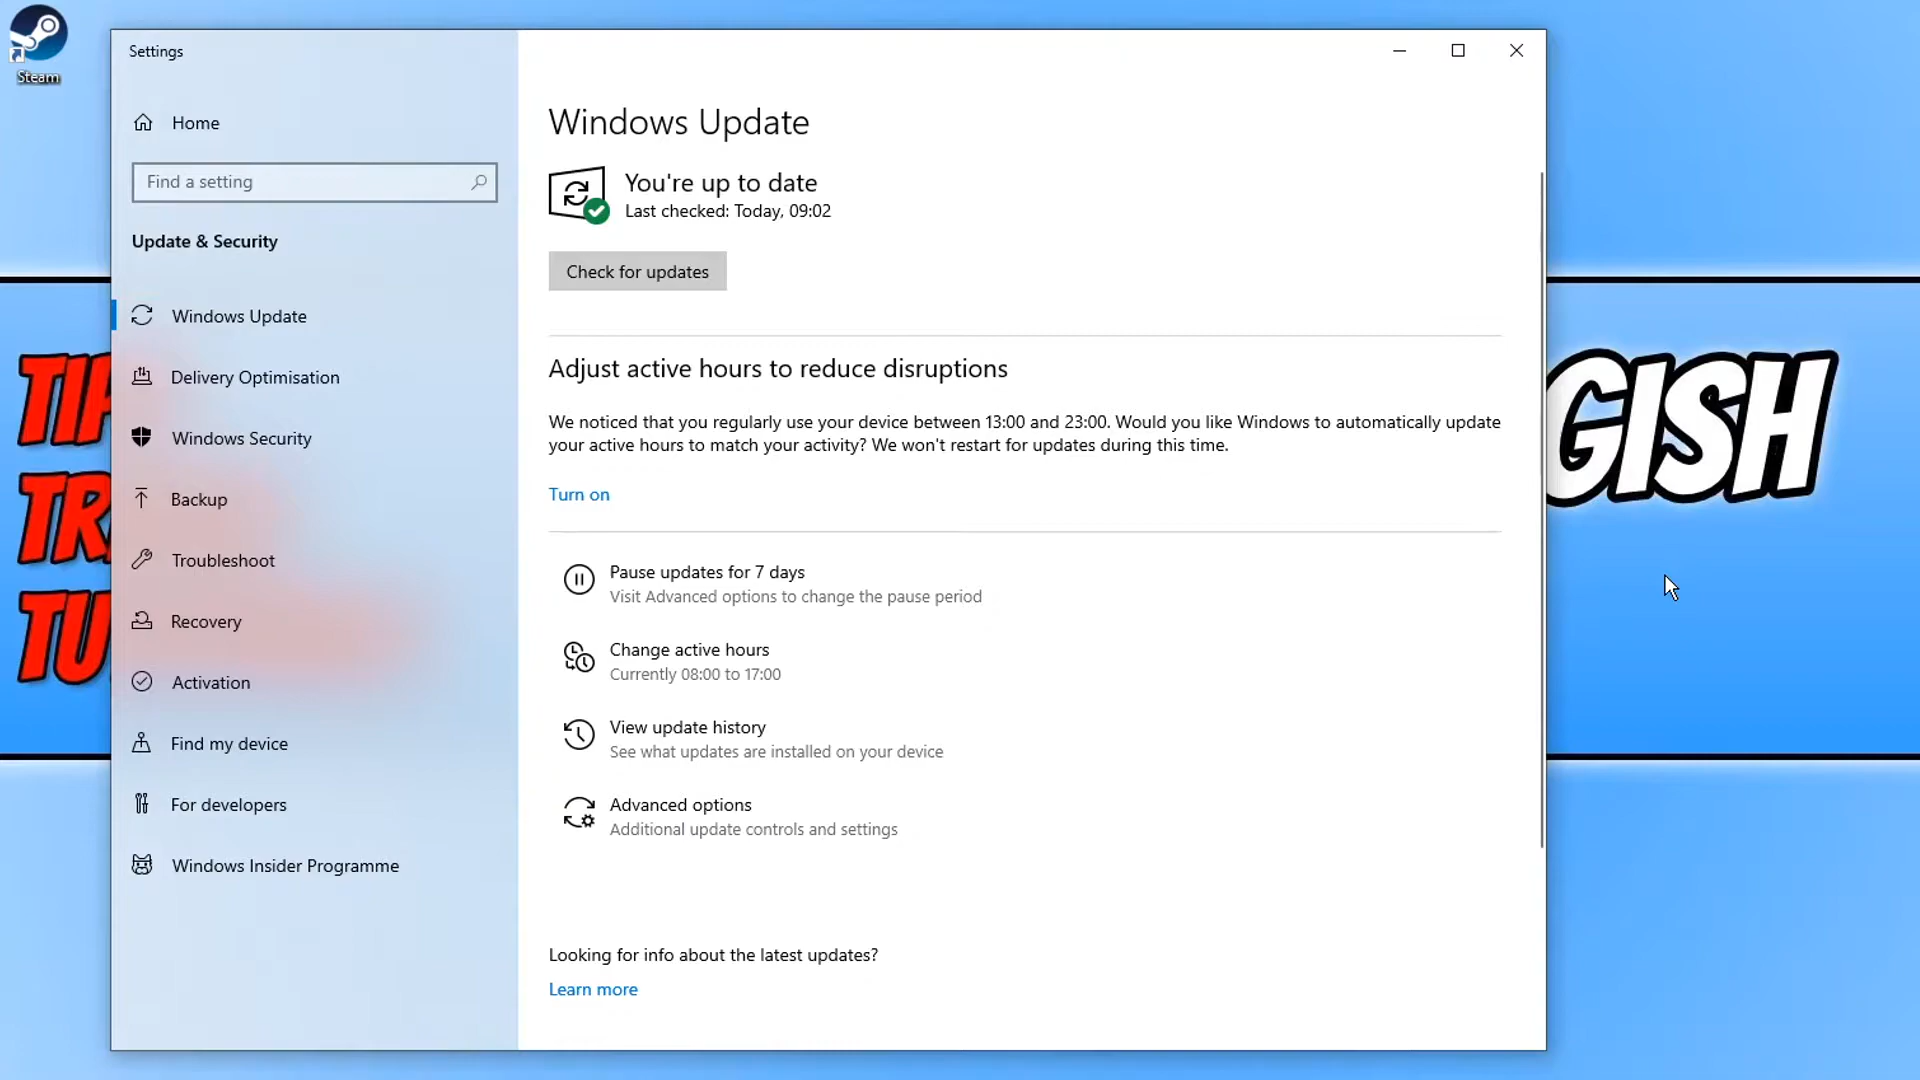 Steam
Settings
Home
Find a setting
Update & Security
Windows Update
Delivery Optimisation
Windows Security
Backup
Troubleshoot
Recovery
Activation
Find my device
For developers
Windows Insider Programme
Windows Update
You're up to date
Last checked: Today, 09:02
Check for updates
Adjust active hours to reduce disruptions
We noticed that you regularly use your device between 13:00 and 23:00. Would you like Windows to automatically update
your active hours to match your activity? We won't restart for updates during this time.
Turn on
Pause updates for 7 days
Visit Advanced options to change the pause period
Change active hours
Currently 08:00 to 17:00
View update history
See what updates are installed on your device
Advanced options
Additional update controls and settings
Looking for info about the latest updates?
Learn more
TIP
TR
TU
GISH